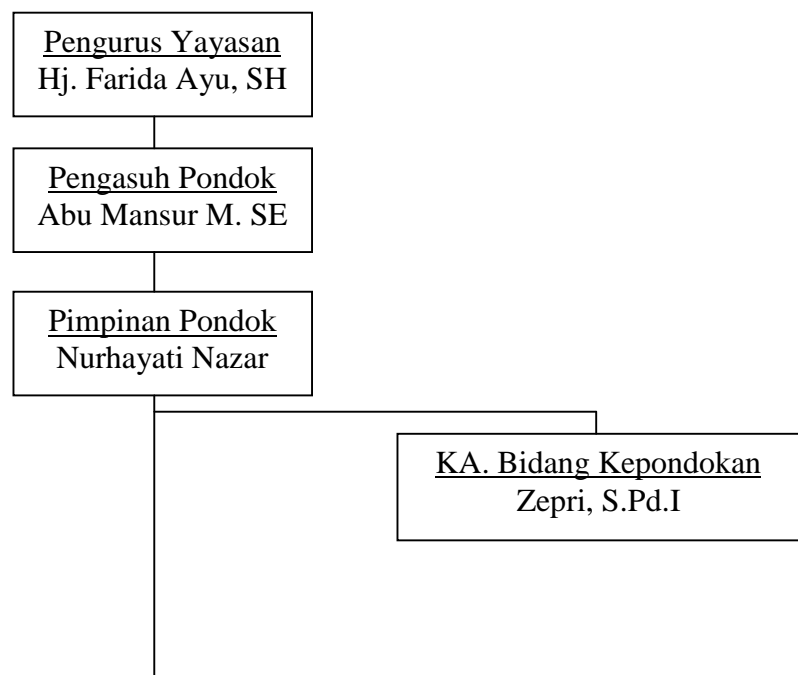 Pengurus Yayasan
Hj. Farida Ayu, SH
Pengasuh Pondok
Abu Mansur M. SE
Pimpinan Pondok
Nurhayati Nazar
KA. Bidang Kepondokan
Zepri, S.Pd.I